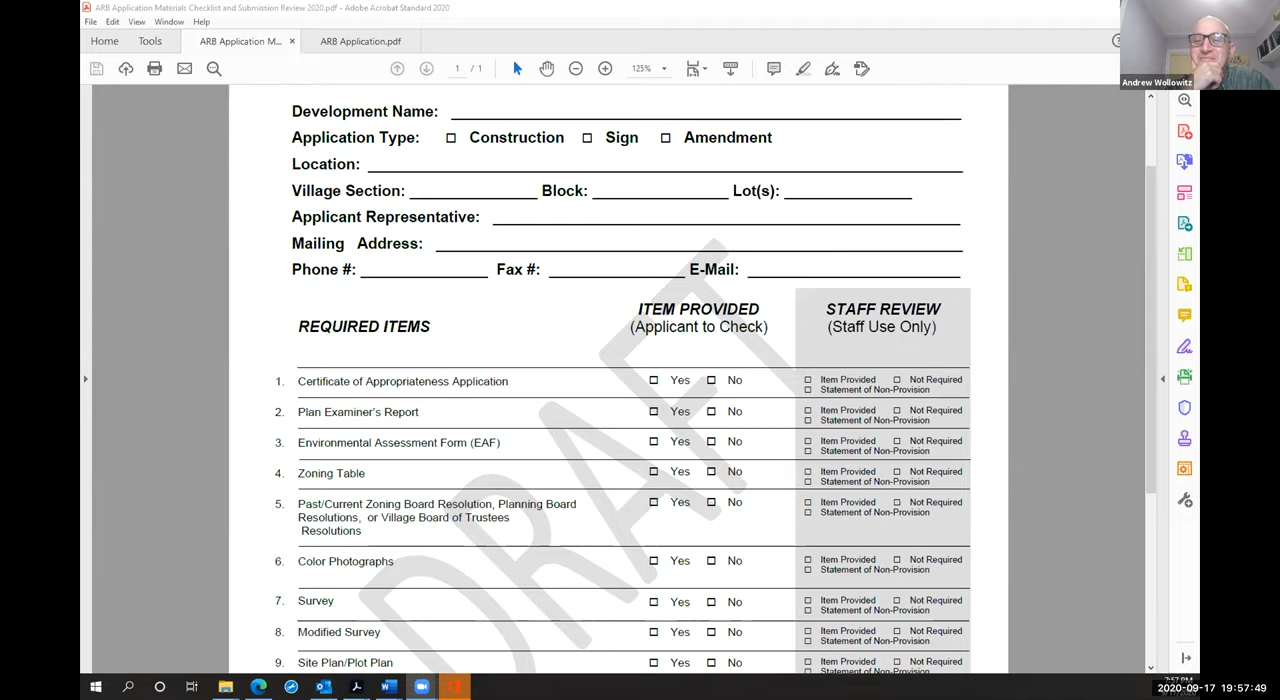 ARB Application Materials Checklist and Submission Review 2020.pdf - Adobe Acrobat Standard 2020
File Edit View Window Help
Home Tools ARB Application M... × ARB Application.pdf
1 / 1 125%
Andrew Wollowitz
Development Name:
Application Type: Construction Sign Amendment
Location:
Village Section: Block: Lot(s):
Applicant Representative:
Mailing Address:
Phone #: Fax #: E-Mail:
REQUIRED ITEMS
ITEM PROVIDED
(Applicant to Check)
STAFF REVIEW
(Staff Use Only)
1. Certificate of Appropriateness Application Yes No Item Provided Not Required
Statement of Non-Provision
2. Plan Examiner's Report Yes No Item Provided Not Required
Statement of Non-Provision
3. Environmental Assessment Form (EAF) Yes No Item Provided Not Required
Statement of Non-Provision
4. Zoning Table Yes No Item Provided Not Required
Statement of Non-Provision
5. Past/Current Zoning Board Resolution, Planning Board Yes No Item Provided Not Required
Resolutions, or Village Board of Trustees Statement of Non-Provision
Resolutions
6. Color Photographs Yes No Item Provided Not Required
Statement of Non-Provision
7. Survey Yes No Item Provided Not Required
Statement of Non-Provision
8. Modified Survey Yes No Item Provided Not Required
Statement of Non-Provision
9. Site Plan/Plot Plan Yes No Item Provided Not Required
Statement of Non-Provision
DRAFT
7:57 PM
2020-09-17 19:57:49